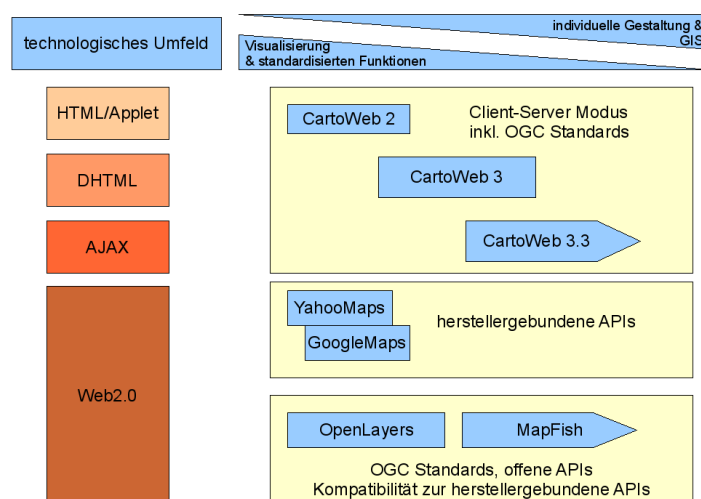 technologisches Umfeld
individuelle Gestaltung &
GIS
Visualisierung
& standardisierten Funktionen
HTML/Applet
CartoWeb 2
Client-Server Modus
inkl. OGC Standards
DHTML
CartoWeb 3
AJAX
CartoWeb 3.3
YahooMaps
GoogleMaps
herstellergebundene APIs
Web2.0
OpenLayers
MapFish
OGC Standards, offene APIs
Kompatibilität zur herstellergebundenen APIs